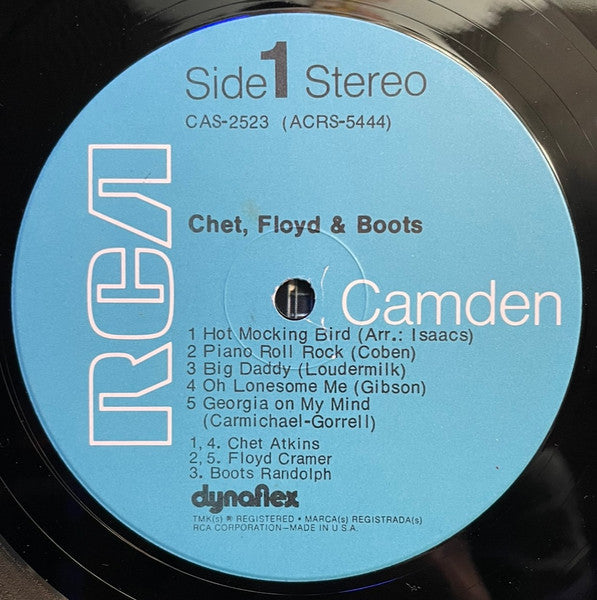 Side 1 Stereo
CAS-2523 (ACRS-5444)
RCA
Chet, Floyd & Boots
Camden
1 Hot Mocking Bird (Arr.: Isaacs)
2 Piano Roll Rock (Coben)
3 Big Daddy (Loudermilk)
4 Oh Lonesome Me (Gibson)
5 Georgia on My Mind
(Carmichael-Gorrell)
1, 4. Chet Atkins
2, 5. Floyd Cramer
3. Boots Randolph
dynaflex
TMK(s) ® REGISTERED • MARCA(s) REGISTRADA(s)
RCA CORPORATION—MADE IN U.S.A.